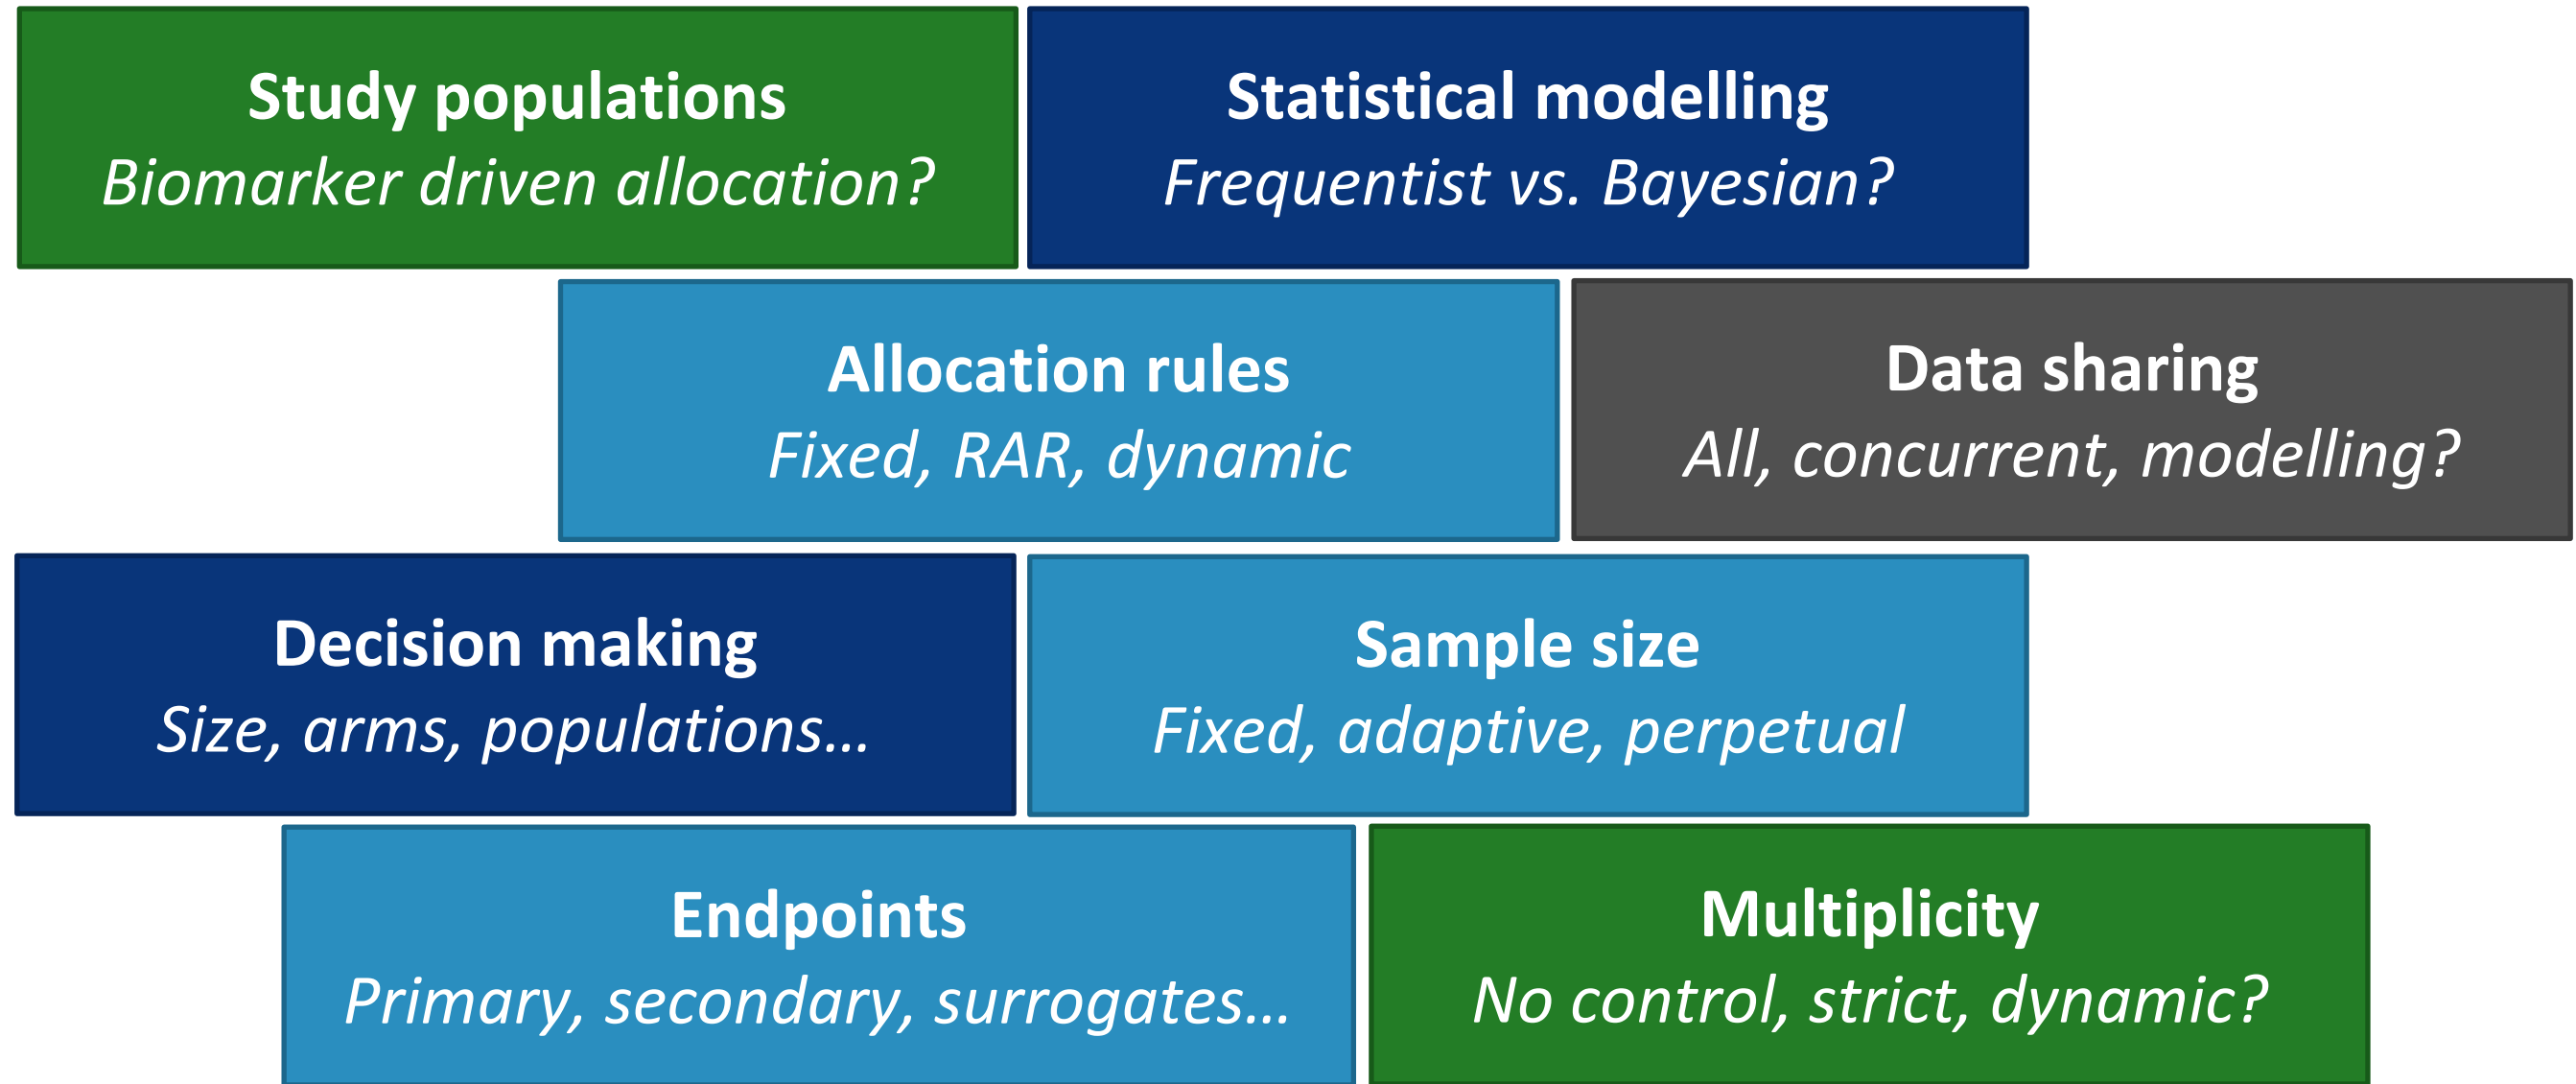 Study populations
Biomarker driven allocation?
Statistical modelling
Frequentist vs. Bayesian?
Allocation rules
Fixed, RAR, dynamic
Data sharing
All, concurrent, modelling?
Decision making
Size, arms, populations…
Sample size
Fixed, adaptive, perpetual
Endpoints
Primary, secondary, surrogates…
Multiplicity
No control, strict, dynamic?